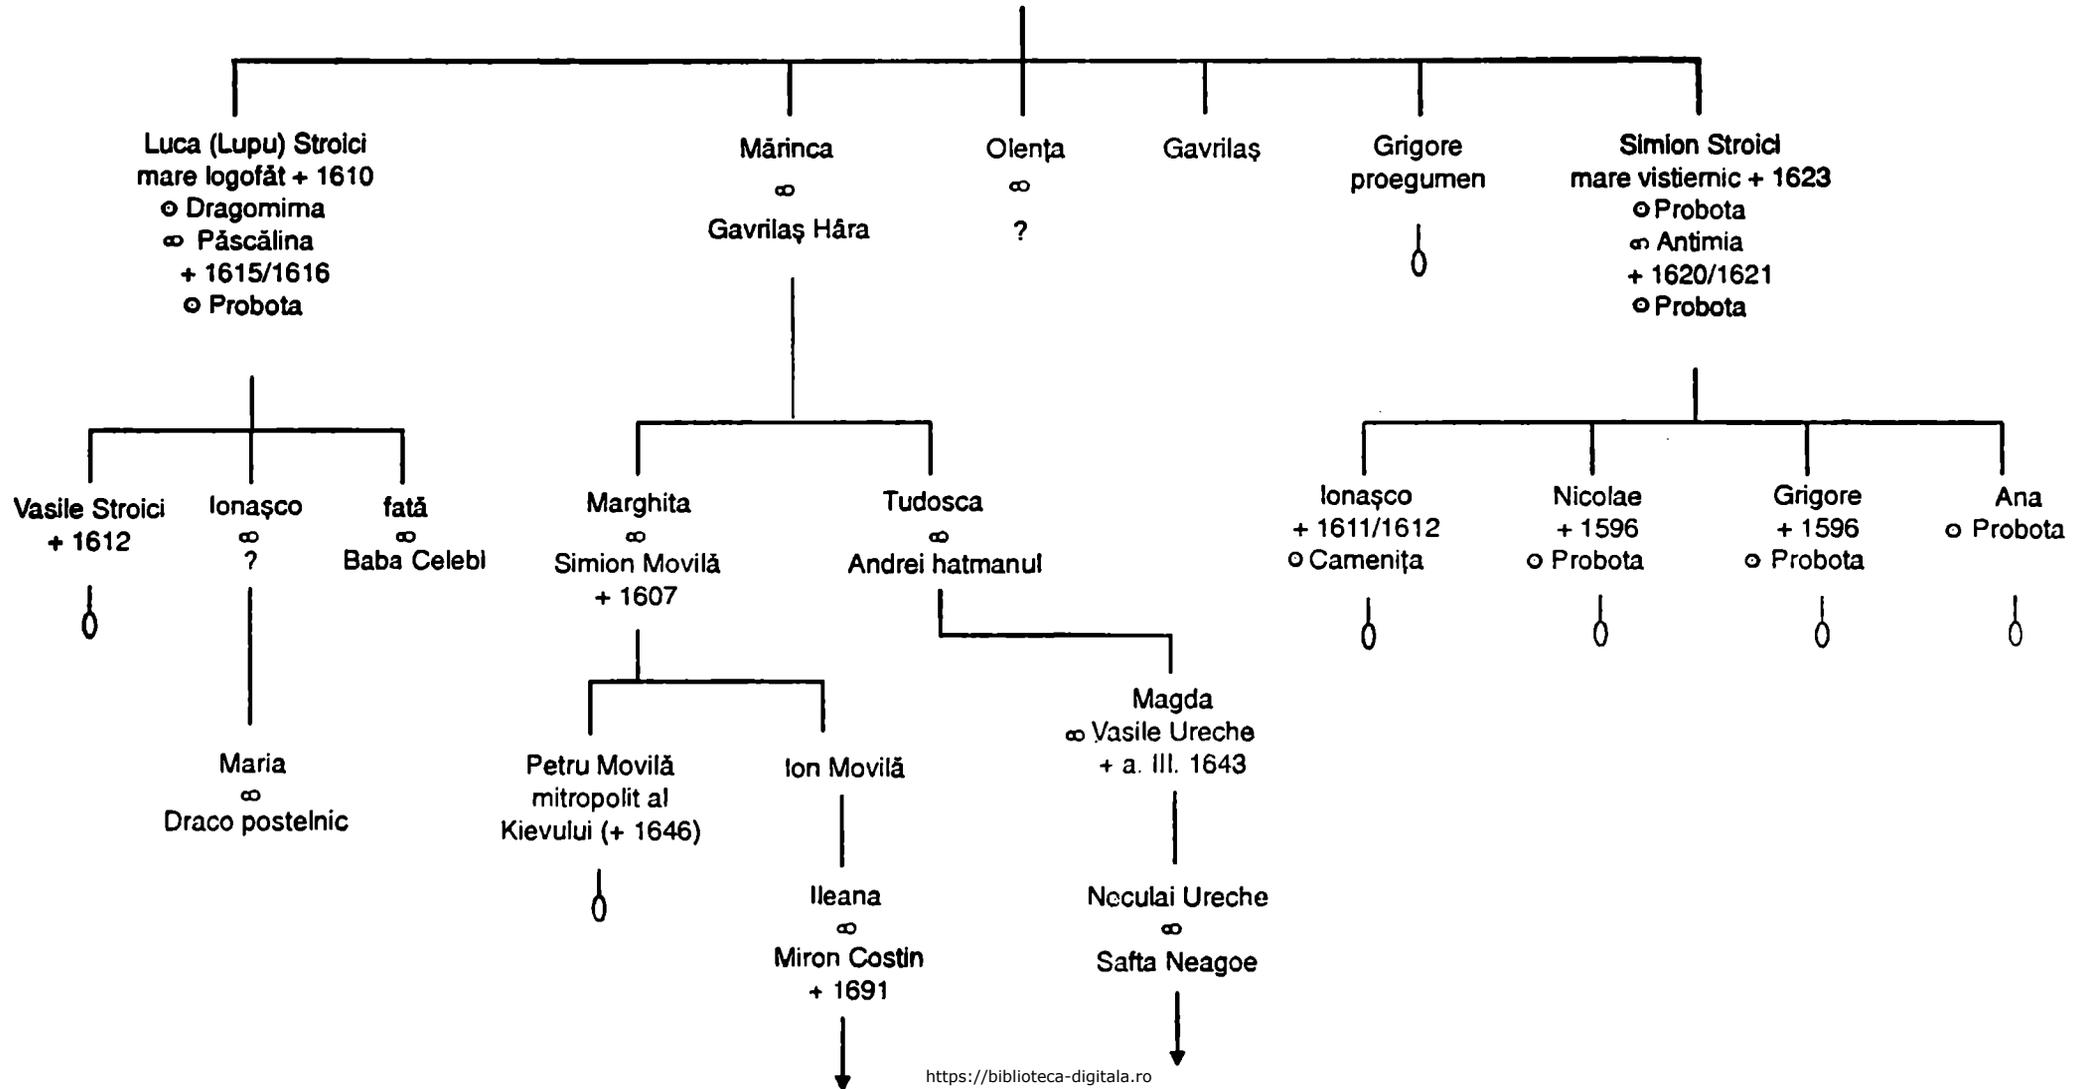 Luca (Lupu) Stroici
mare logofăt + 1610
⊙ Dragomirna
∞ Păscălina
+ 1615/1616
⊙ Probota
Mărinca
∞
Gavrilaș Hâra
Olența
∞
?
Gavrilaș
Grigore
proegumen
Simion Stroici
mare vistiernic + 1623
⊙ Probota
∞ Antimia
+ 1620/1621
⊙ Probota
Vasile Stroici
+ 1612
Ionașco
∞
?
fată
∞
Baba Celebi
Marghita
∞
Simion Movilă
+ 1607
Tudosca
∞
Andrei hatmanul
Ionașco
+ 1611/1612
⊙ Camenița
Nicolae
+ 1596
⊙ Probota
Grigore
+ 1596
⊙ Probota
Ana
⊙ Probota
Maria
∞
Draco postelnic
Petru Movilă
mitropolit al
Kievului (+ 1646)
Ion Movilă
Magda
∞ Vasile Ureche
+ a. III. 1643
Ileana
∞
Miron Costin
+ 1691
Neculai Ureche
∞
Safta Neagoe
https://biblioteca-digitala.ro